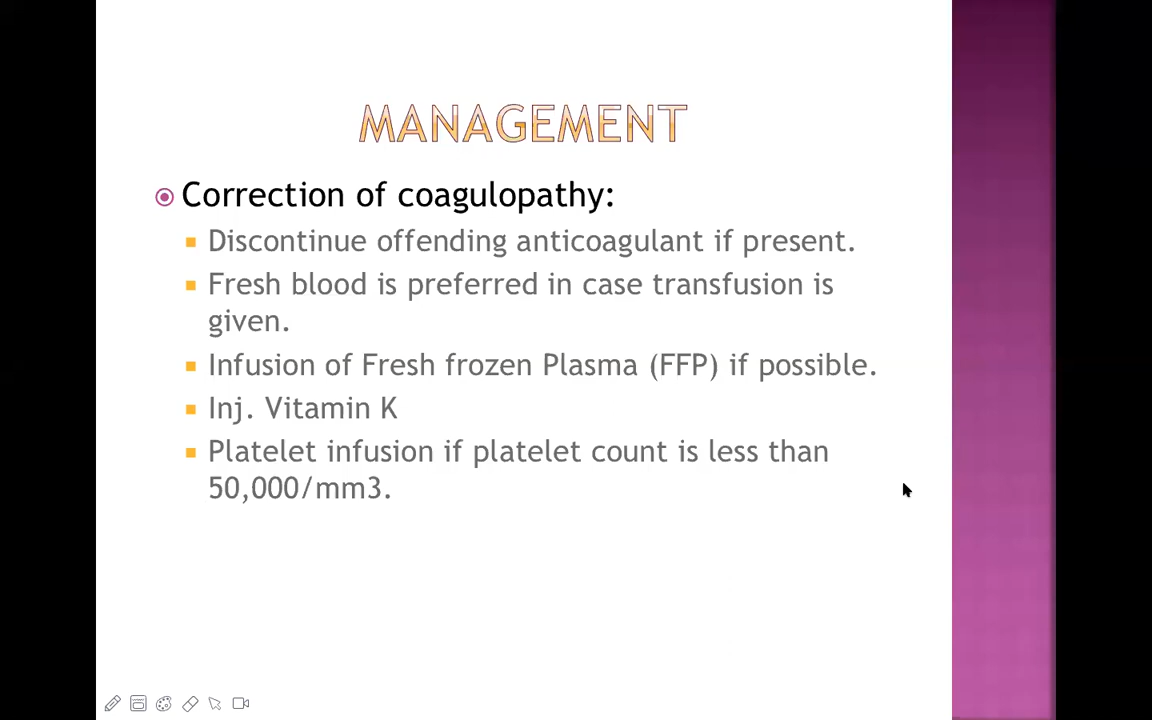 MANAGEMENT
Correction of coagulopathy:
Discontinue offending anticoagulant if present.
Fresh blood is preferred in case transfusion is
given.
Infusion of Fresh frozen Plasma (FFP) if possible.
Inj. Vitamin K
Platelet infusion if platelet count is less than
50,000/mm3.